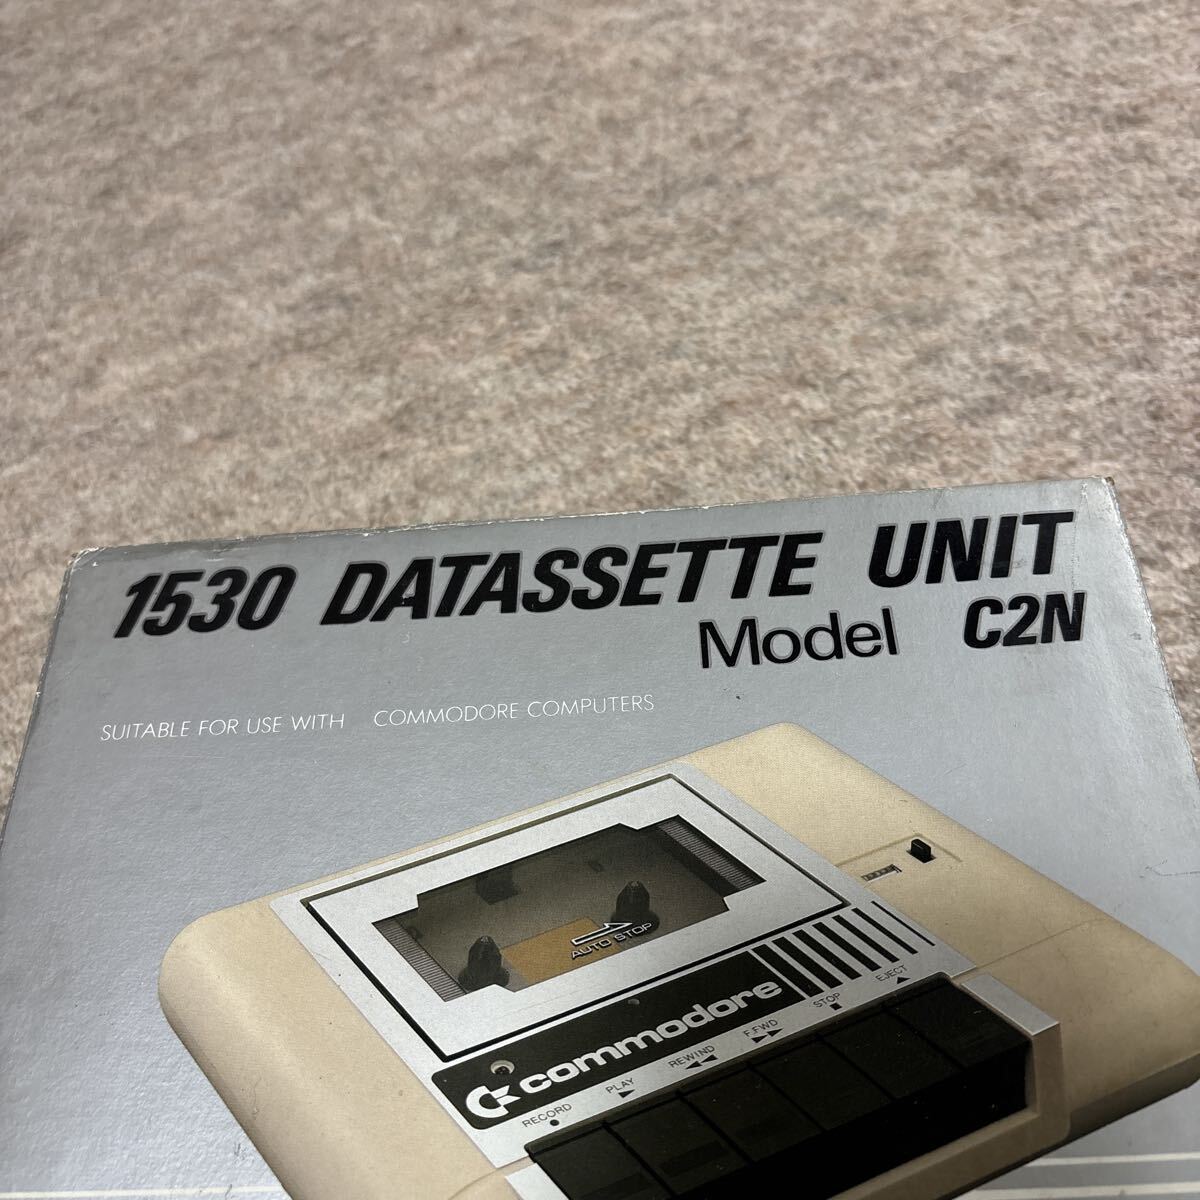 1530 DATASSETTE UNIT
Model C2N
SUITABLE FOR USE WITH COMMODORE COMPUTERS
AUTO STOP
commodore
RECORD PLAY REWIND F.FWD STOP EJECT